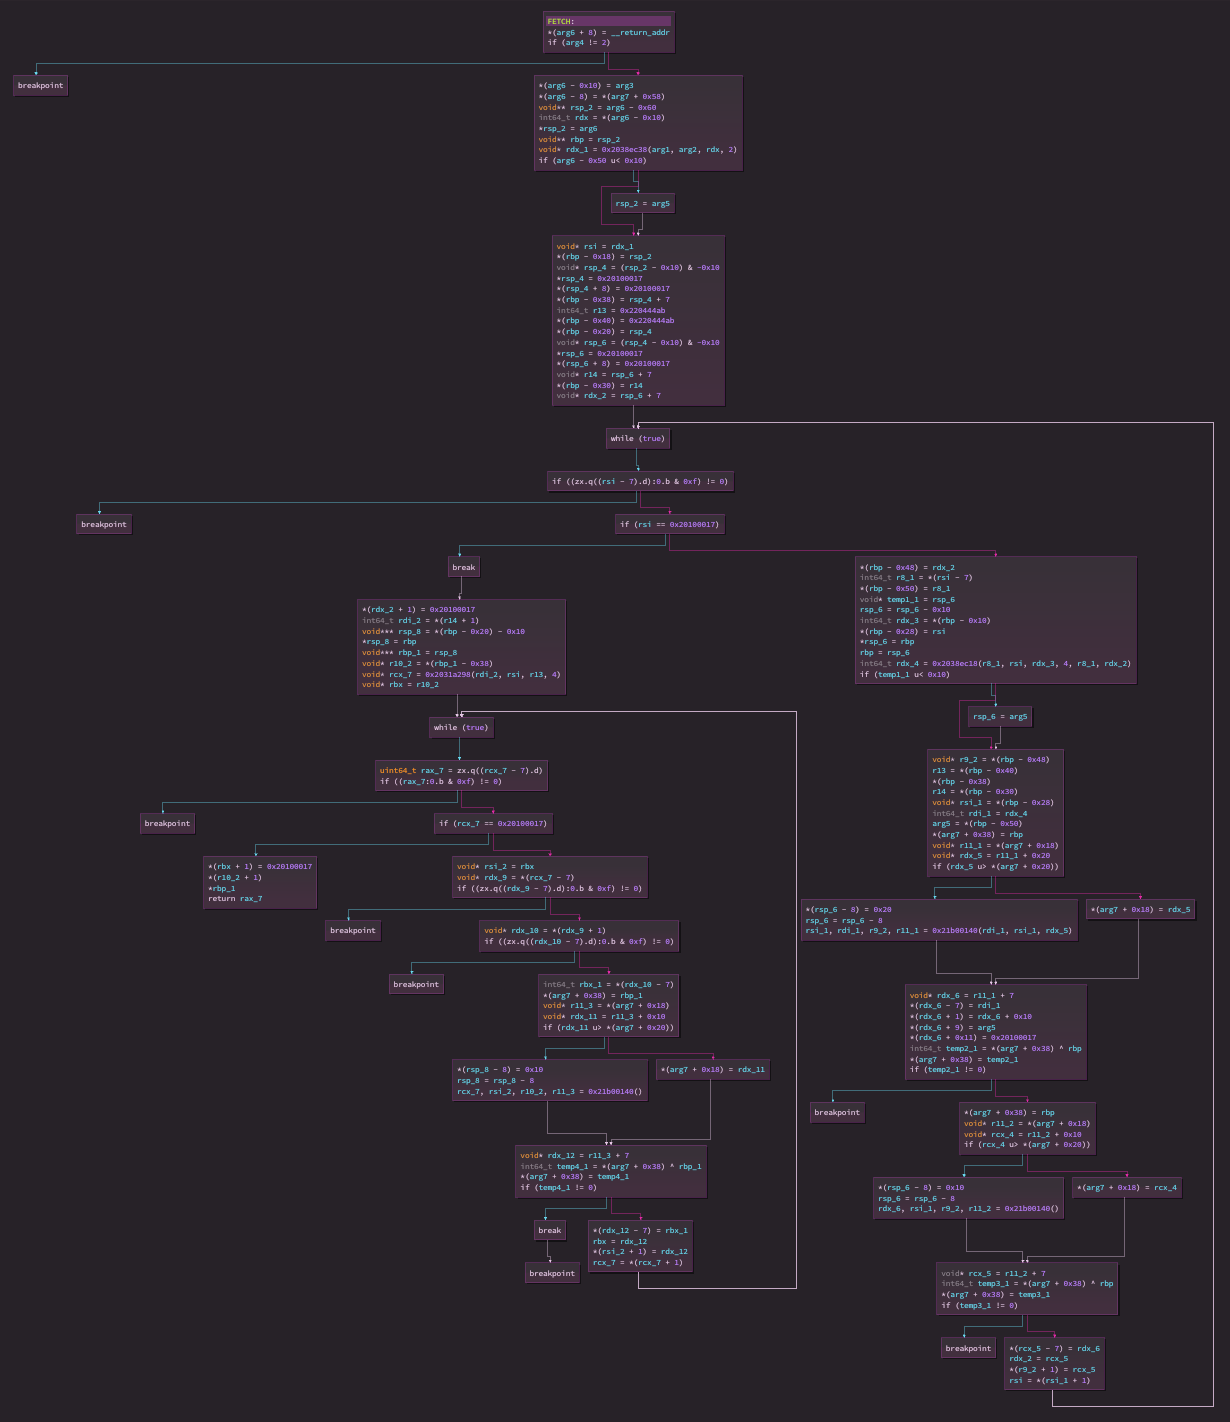 FETCH:
*(arg6 + 8) = __return_addr
if (arg4 != 2)
breakpoint
*(arg6 - 0x10) = arg3
*(arg6 - 8) = *(arg7 + 0x58)
void** rsp_2 = arg6 - 0x60
int64_t rdx = *(arg6 - 0x10)
*rsp_2 = arg6
void** rbp = rsp_2
void* rdx_1 = 0x2038ec38(arg1, arg2, rdx, 2)
if (arg6 - 0x50 u< 0x10)
rsp_2 = arg5
void* rsi = rdx_1
*(rbp - 0x18) = rsp_2
void* rsp_4 = (rsp_2 - 0x10) & -0x10
*rsp_4 = 0x20100017
*(rsp_4 + 8) = 0x20100017
*(rbp - 0x38) = rsp_4 + 7
int64_t r13 = 0x220444ab
*(rbp - 0x40) = 0x220444ab
*(rbp - 0x20) = rsp_4
void* rsp_6 = (rsp_4 - 0x10) & -0x10
*rsp_6 = 0x20100017
*(rsp_6 + 8) = 0x20100017
void* r14 = rsp_6 + 7
*(rbp - 0x30) = r14
void* rdx_2 = rsp_6 + 7
while (true)
if ((zx.q((rsi - 7).d):0.b & 0xf) != 0)
breakpoint
if (rsi == 0x20100017)
break
*(rdx_2 + 1) = 0x20100017
int64_t rdi_2 = *(r14 + 1)
void*** rsp_8 = *(rbp - 0x20) - 0x10
*rsp_8 = rbp
void*** rbp_1 = rsp_8
void* r10_2 = *(rbp_1 - 0x38)
void* rcx_7 = 0x2031a298(rdi_2, rsi, r13, 4)
void* rbx = r10_2
while (true)
uint64_t rax_7 = zx.q((rcx_7 - 7).d)
if ((rax_7:0.b & 0xf) != 0)
breakpoint
if (rcx_7 == 0x20100017)
*(rbx + 1) = 0x20100017
*(r10_2 + 1)
*rbp_1
return rax_7
void* rsi_2 = rbx
void* rdx_9 = *(rcx_7 - 7)
if ((zx.q((rdx_9 - 7).d):0.b & 0xf) != 0)
breakpoint
void* rdx_10 = *(rdx_9 + 1)
if ((zx.q((rdx_10 - 7).d):0.b & 0xf) != 0)
breakpoint
int64_t rbx_1 = *(rdx_10 - 7)
*(arg7 + 0x38) = rbp_1
void* r11_3 = *(arg7 + 0x18)
void* rdx_11 = r11_3 + 0x10
if (rdx_11 u> *(arg7 + 0x20))
*(rsp_8 - 8) = 0x10
rsp_8 = rsp_8 - 8
rcx_7, rsi_2, r10_2, r11_3 = 0x21b00140()
*(arg7 + 0x18) = rdx_11
void* rdx_12 = r11_3 + 7
int64_t temp4_1 = *(arg7 + 0x38) ^ rbp_1
*(arg7 + 0x38) = temp4_1
if (temp4_1 != 0)
break
breakpoint
*(rdx_12 - 7) = rbx_1
rbx = rdx_12
*(rsi_2 + 1) = rdx_12
rcx_7 = *(rcx_7 + 1)
*(rbp - 0x48) = rdx_2
int64_t r8_1 = *(rsi - 7)
*(rbp - 0x50) = r8_1
void* temp1_1 = rsp_6
rsp_6 = rsp_6 - 0x10
int64_t rdx_3 = *(rbp - 0x10)
*(rbp - 0x28) = rsi
*rsp_6 = rbp
rbp = rsp_6
int64_t rdx_4 = 0x2038ec18(r8_1, rsi, rdx_3, 4, r8_1, rdx_2)
if (temp1_1 u< 0x10)
rsp_6 = arg5
void* r9_2 = *(rbp - 0x48)
r13 = *(rbp - 0x40)
*(rbp - 0x38)
r14 = *(rbp - 0x30)
void* rsi_1 = *(rbp - 0x28)
int64_t rdi_1 = rdx_4
arg5 = *(rbp - 0x50)
*(arg7 + 0x38) = rbp
void* r11_1 = *(arg7 + 0x18)
void* rdx_5 = r11_1 + 0x20
if (rdx_5 u> *(arg7 + 0x20))
*(rsp_6 - 8) = 0x20
rsp_6 = rsp_6 - 8
rsi_1, rdi_1, r9_2, r11_1 = 0x21b00140(rdi_1, rsi_1, rdx_5)
*(arg7 + 0x18) = rdx_5
void* rdx_6 = r11_1 + 7
*(rdx_6 - 7) = rdi_1
*(rdx_6 + 1) = rdx_6 + 0x10
*(rdx_6 + 9) = arg5
*(rdx_6 + 0x11) = 0x20100017
int64_t temp2_1 = *(arg7 + 0x38) ^ rbp
*(arg7 + 0x38) = temp2_1
if (temp2_1 != 0)
breakpoint
*(arg7 + 0x38) = rbp
void* r11_2 = *(arg7 + 0x18)
void* rcx_4 = r11_2 + 0x10
if (rcx_4 u> *(arg7 + 0x20))
*(rsp_6 - 8) = 0x10
rsp_6 = rsp_6 - 8
rdx_6, rsi_1, r9_2, r11_2 = 0x21b00140()
*(arg7 + 0x18) = rcx_4
void* rcx_5 = r11_2 + 7
int64_t temp3_1 = *(arg7 + 0x38) ^ rbp
*(arg7 + 0x38) = temp3_1
if (temp3_1 != 0)
breakpoint
*(rcx_5 - 7) = rdx_6
rdx_2 = rcx_5
*(r9_2 + 1) = rcx_5
rsi = *(rsi_1 + 1)